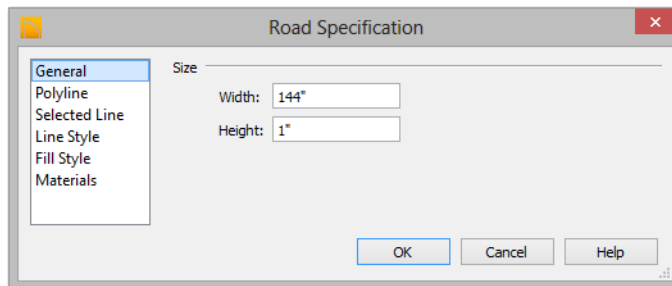 Road Specification
General
Polyline
Selected Line
Line Style
Fill Style
Materials
Size
Width: 144"
Height: 1"
OK Cancel Help